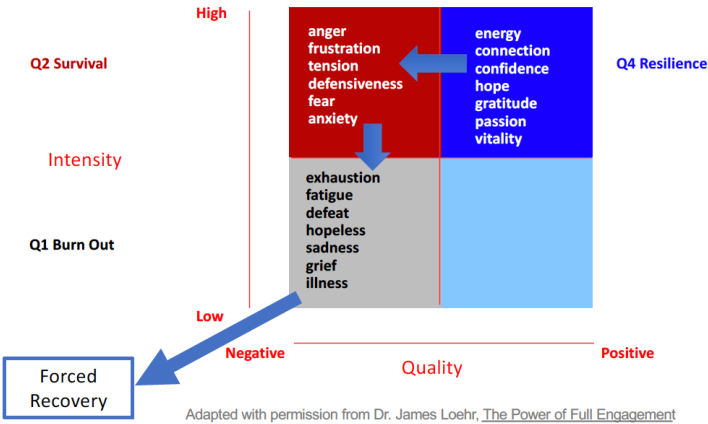 High
Q2 Survival
anger
frustration
tension
defensiveness
fear
anxiety
energy
connection
confidence
hope
gratitude
passion
vitality
Q4 Resilience
Intensity
Q1 Burn Out
exhaustion
fatigue
defeat
hopeless
sadness
grief
illness
Low
Negative
Quality
Positive
Forced
Recovery
Adapted with permission from Dr. James Loehr, The Power of Full Engagement